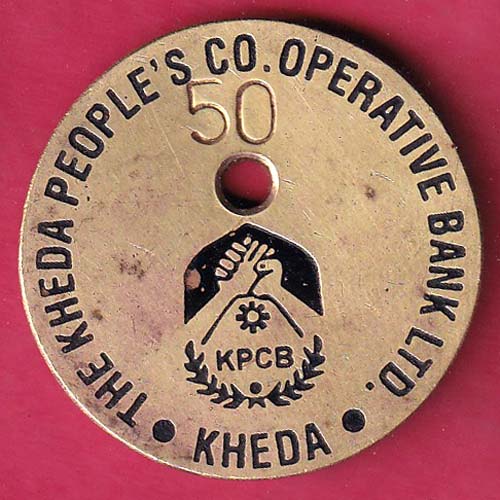 THE KHEDA PEOPLE'S CO. OPERATIVE BANK LTD.
50
KPCB
• KHEDA •